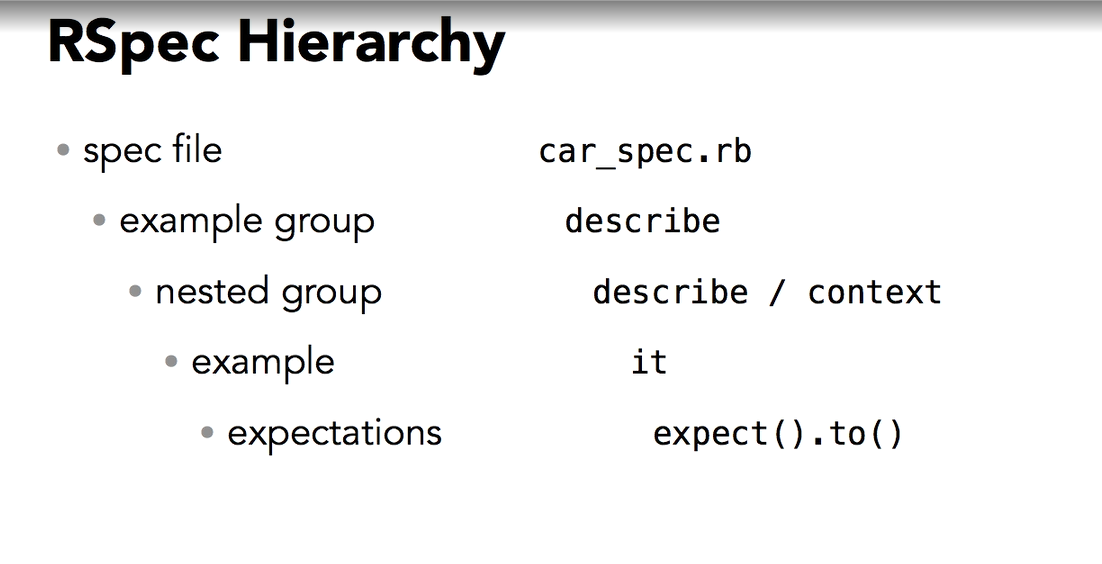 RSpec Hierarchy
• spec file car_spec.rb
• example group describe
• nested group describe / context
• example it
• expectations expect().to()